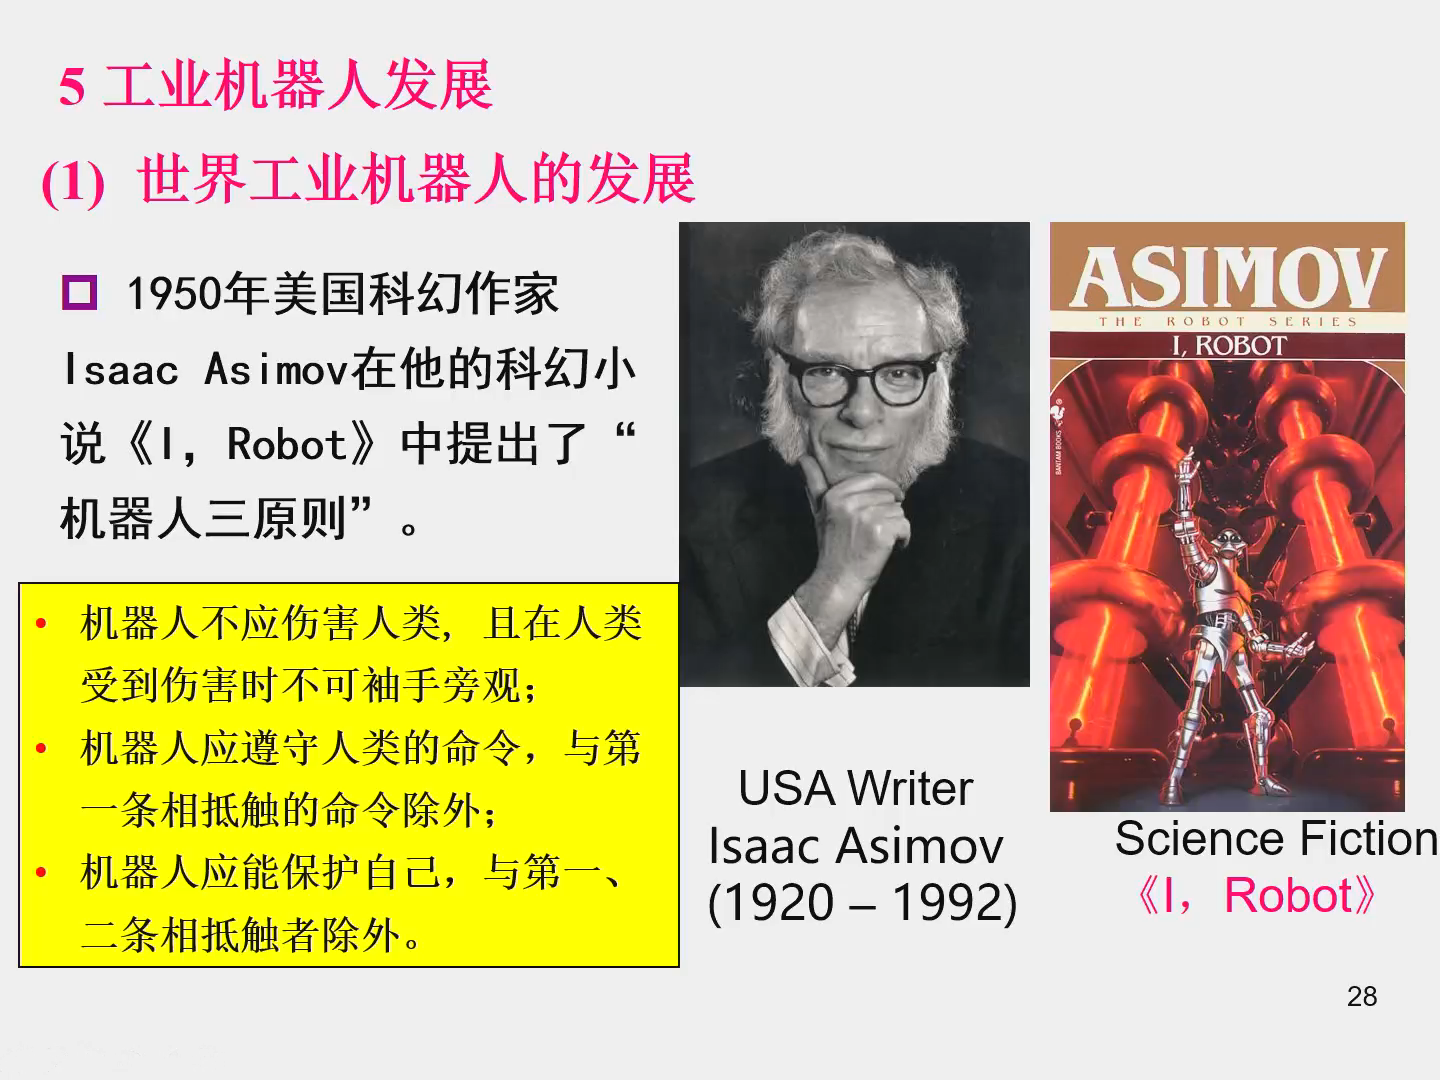 5 工业机器人发展
(1) 世界工业机器人的发展
1950年美国科幻作家
Isaac Asimov在他的科幻小
说《I，Robot》中提出了“
机器人三原则”。
机器人不应伤害人类，且在人类
受到伤害时不可袖手旁观；
机器人应遵守人类的命令，与第
一条相抵触的命令除外；
机器人应能保护自己，与第一、
二条相抵触者除外。
USA Writer
Isaac Asimov
(1920 – 1992)
ASIMOV
THE ROBOT SERIES
I, ROBOT
BANTAM BOOKS
Science Fiction
《I，Robot》
28